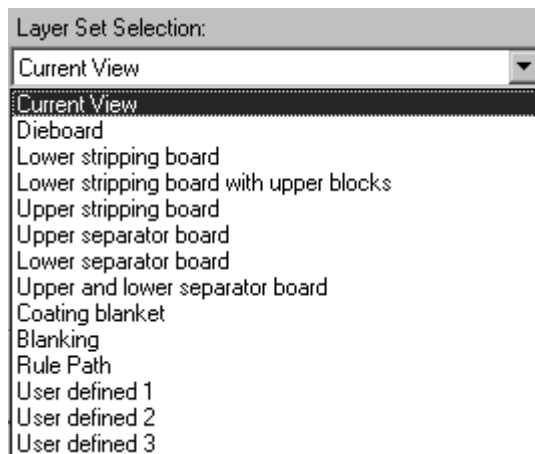 Layer Set Selection:
Current View
Current View
Dieboard
Lower stripping board
Lower stripping board with upper blocks
Upper stripping board
Upper separator board
Lower separator board
Upper and lower separator board
Coating blanket
Blanking
Rule Path
User defined 1
User defined 2
User defined 3